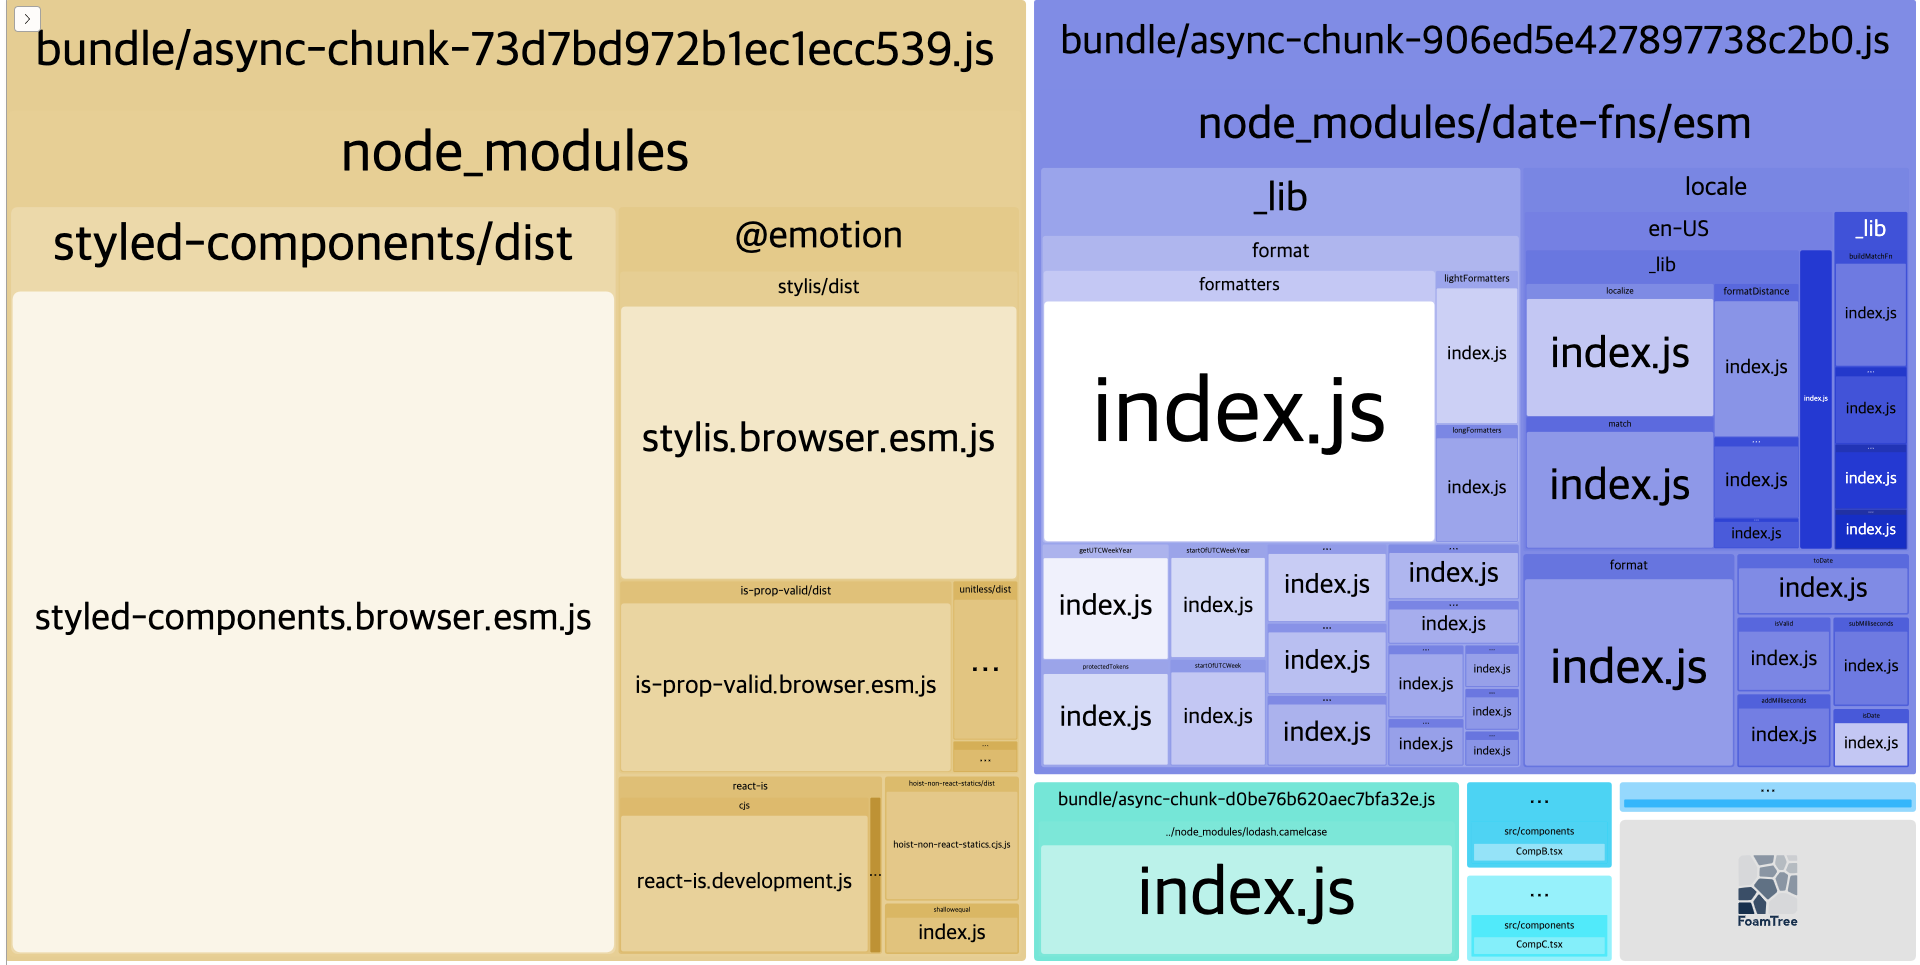 bundle/async-chunk-73d7bd972b1ec1ecc539.js
node_modules
styled-components/dist
styled-components.browser.esm.js
@emotion
stylis/dist
stylis.browser.esm.js
is-prop-valid/dist
is-prop-valid.browser.esm.js
unitless/dist
...
...
...
react-is
cjs
react-is.development.js
...
hoist-non-react-statics/dist
hoist-non-react-statics.cjs.js
shallowequal
index.js
bundle/async-chunk-906ed5e427897738c2b0.js
node_modules/date-fns/esm
_lib
format
formatters
index.js
lightFormatters
index.js
longFormatters
index.js
getUTCWeekYear
index.js
startOfUTCWeekYear
index.js
protectedTokens
index.js
startOfUTCWeek
index.js
...
index.js
...
index.js
...
index.js
...
index.js
...
index.js
...
index.js
...
index.js
...
index.js
...
index.js
...
index.js
locale
en-US
_lib
localize
index.js
match
index.js
formatDistance
index.js
...
index.js
...
index.js
index.js
_lib
buildMatchFn
index.js
...
index.js
...
index.js
...
index.js
format
index.js
toDate
index.js
isValid
index.js
subMilliseconds
index.js
addMilliseconds
index.js
isDate
index.js
bundle/async-chunk-d0be76b620aec7bfa32e.js
../node_modules/lodash.camelcase
index.js
...
src/components
CompB.tsx
...
src/components
CompC.tsx
...
FoamTree